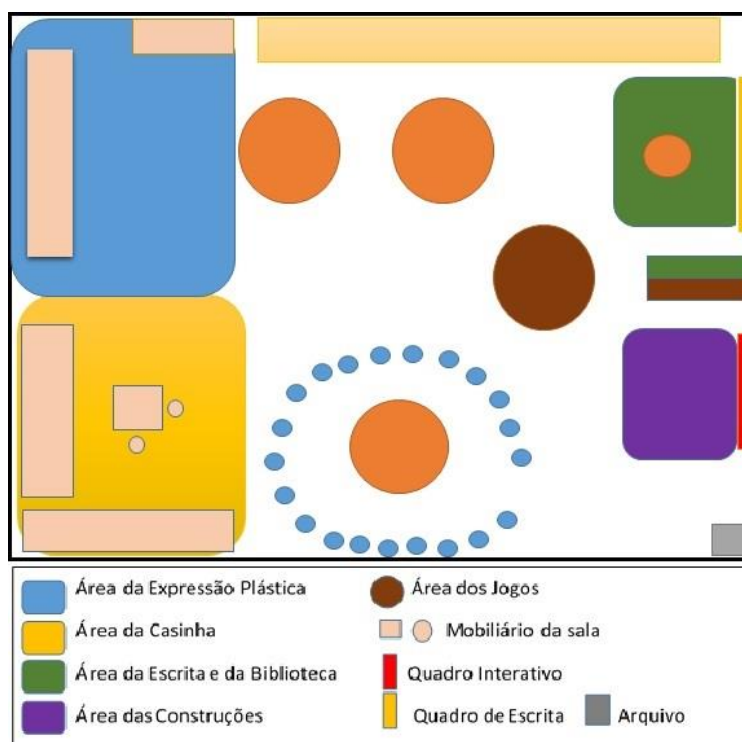 Área da Expressão Plástica
Área da Casinha
Área da Escrita e da Biblioteca
Área das Construções
Área dos Jogos
Mobiliário da sala
Quadro Interativo
Quadro de Escrita
Arquivo